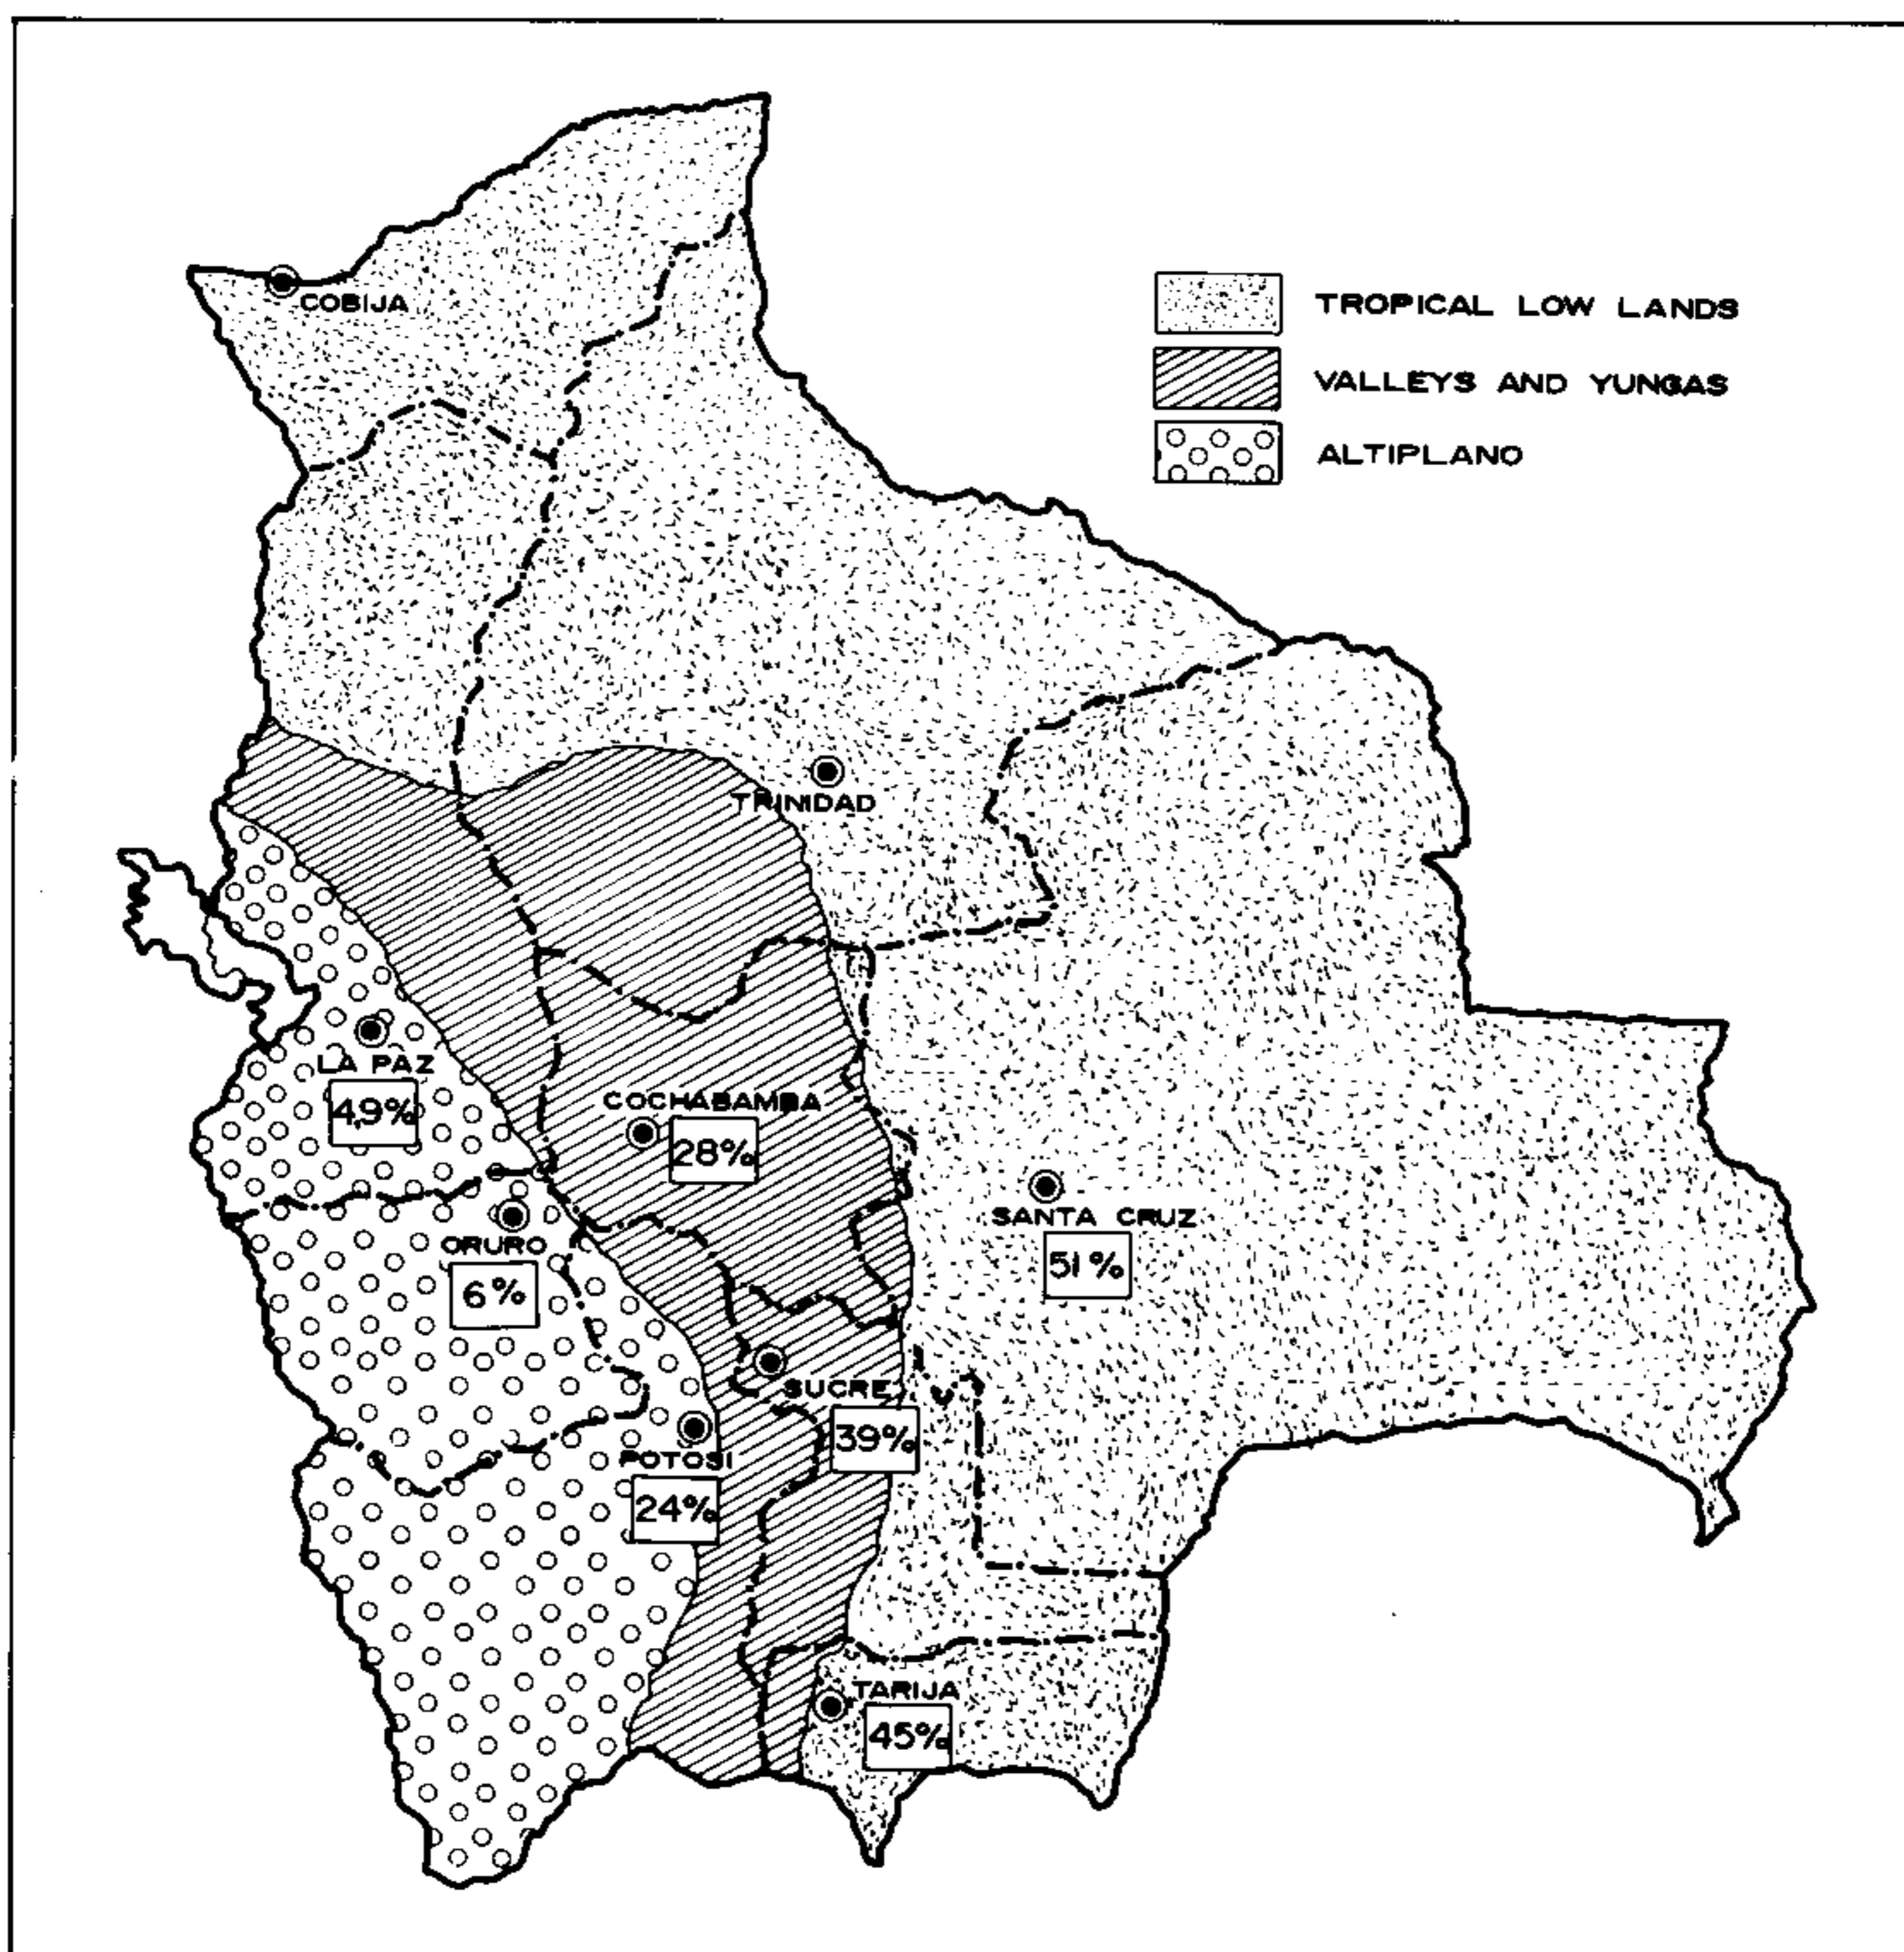 COBIJA
TROPICAL LOW LANDS
VALLEYS AND YUNGAS
ALTIPLANO
TRINIDAD
LA PAZ
4,9%
COCHABAMBA
28%
SANTA CRUZ
51%
ORURO
6%
SUCRE
39%
POTOSI
24%
TARIJA
45%